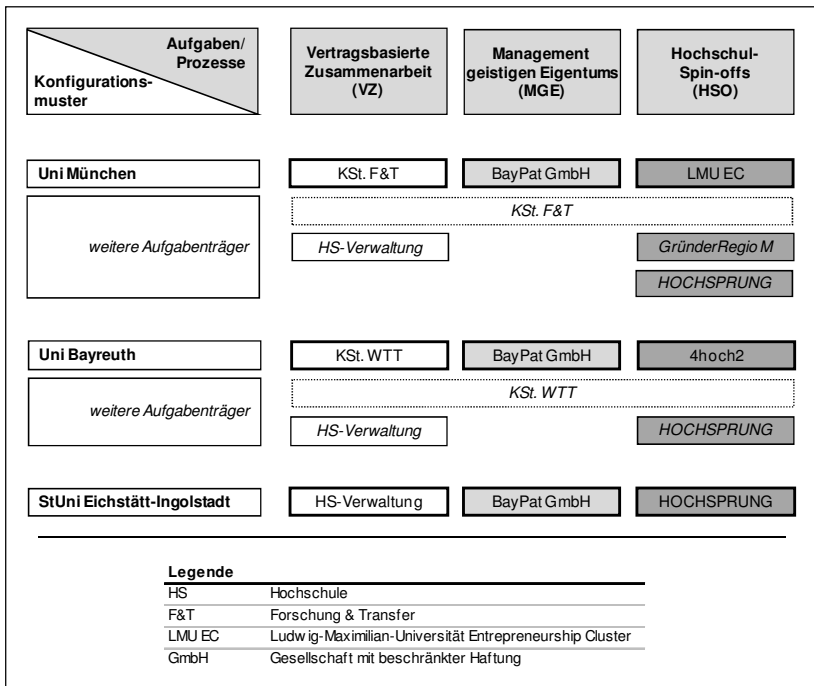 Aufgaben/
Prozesse
Konfigurations-
muster
Vertragsbasierte
Zusammenarbeit
(VZ)
Management
geistigen Eigentums
(MGE)
Hochschul-
Spin-offs
(HSO)
Uni München
KSt. F&T
BayPat GmbH
LMU EC
KSt. F&T
weitere Aufgabenträger
HS-Verwaltung
GründerRegio M
HOCHSPRUNG
Uni Bayreuth
KSt. WTT
BayPat GmbH
4hoch2
KSt. WTT
weitere Aufgabenträger
HS-Verwaltung
HOCHSPRUNG
StUni Eichstätt-Ingolstadt
HS-Verwaltung
BayPat GmbH
HOCHSPRUNG
Legende
HS Hochschule
F&T Forschung & Transfer
LMU EC Ludwig-Maximilian-Universität Entrepreneurship Cluster
GmbH Gesellschaft mit beschränkter Haftung